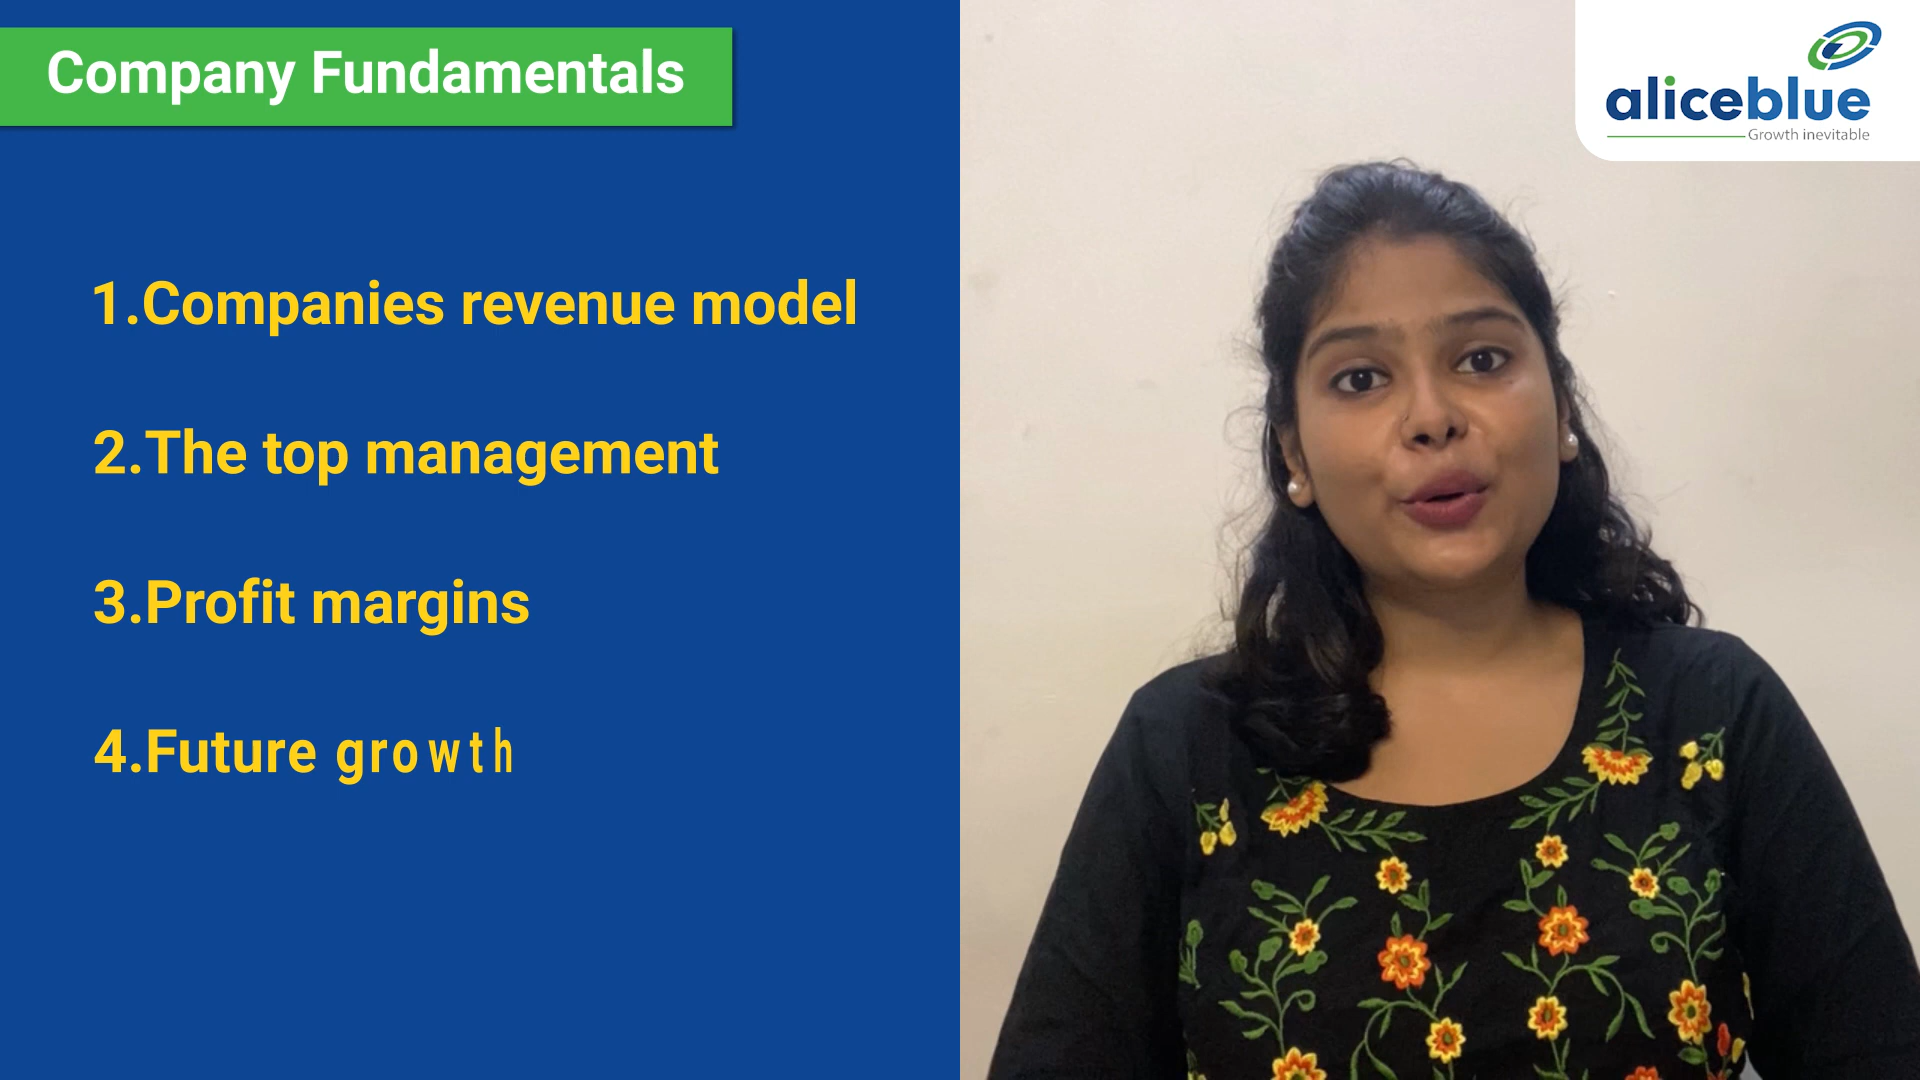 Company Fundamentals
aliceblue
Growth inevitable
1.Companies revenue model
2.The top management
3.Profit margins
4.Future growth